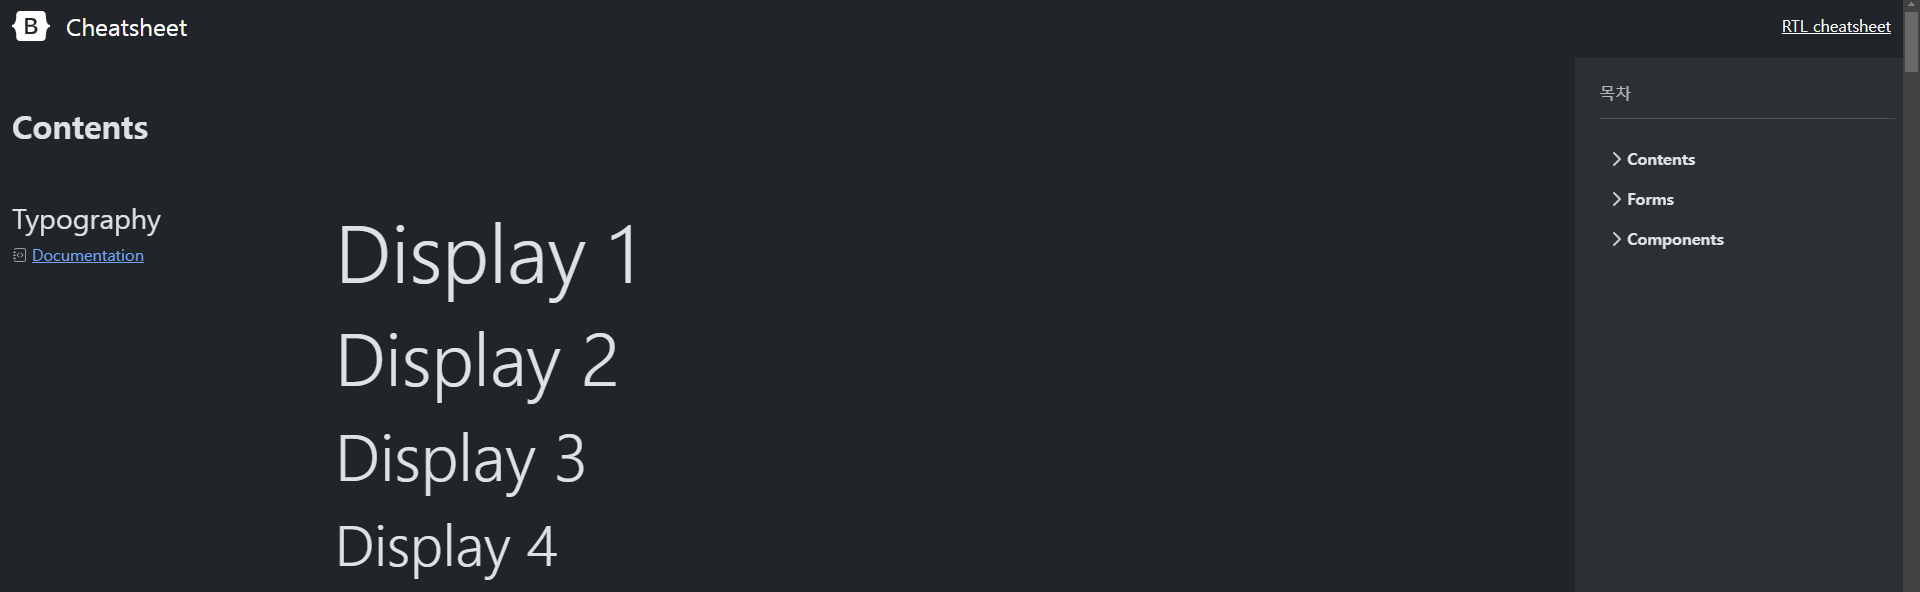 B Cheatsheet
RTL cheatsheet
Contents
Typography
Documentation
Display 1
Display 2
Display 3
Display 4
목차
Contents
Forms
Components